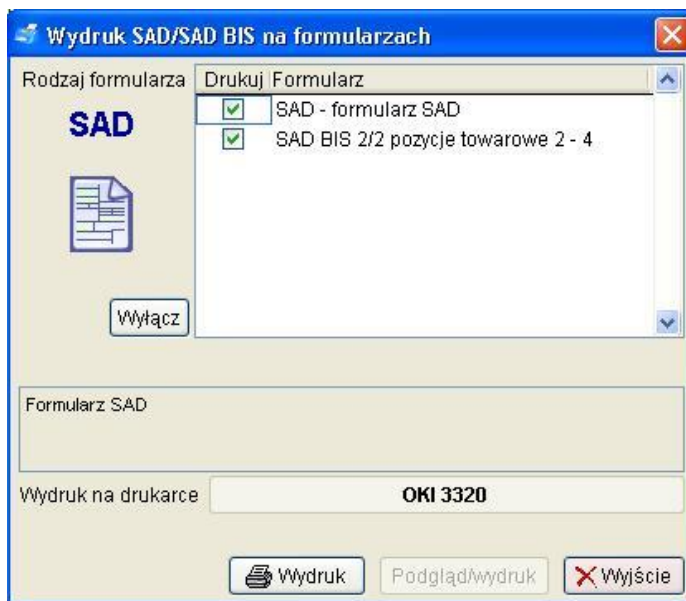 Wydruk SAD/SAD BIS na formularzach
Rodzaj formularza
SAD
Drukuj Formularz
SAD - formularz SAD
SAD BIS 2/2 pozycje towarowe 2 - 4
Wyłącz
Formularz SAD
Wydruk na drukarce OKI 3320
Wydruk Podgląd/wydruk Wyjście